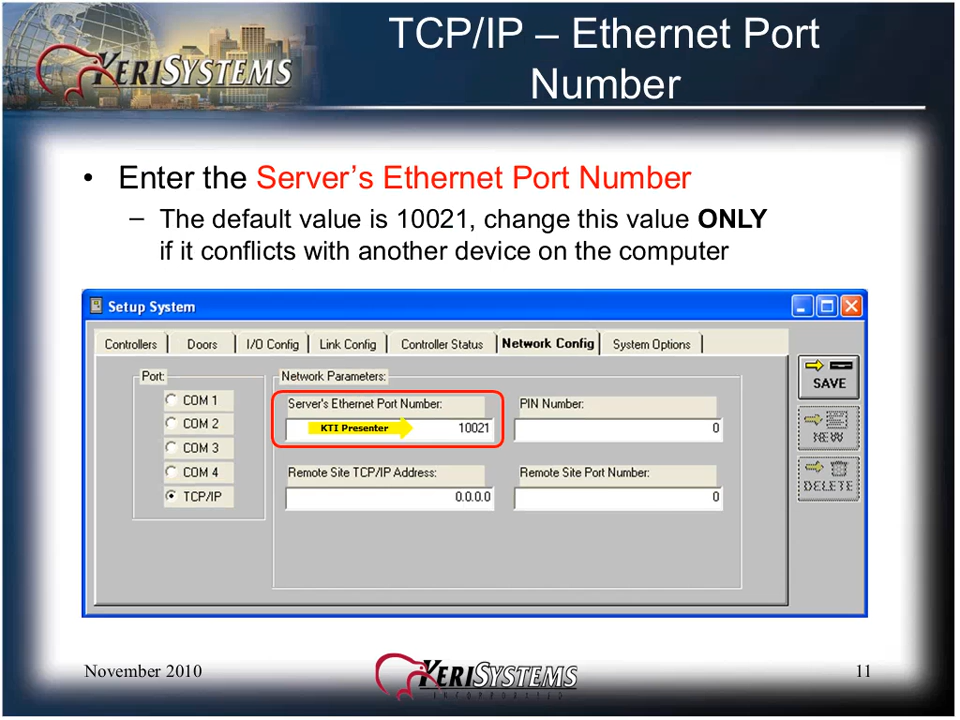 KERISYSTEMS
TCP/IP – Ethernet Port
Number
• Enter the Server’s Ethernet Port Number
– The default value is 10021, change this value ONLY
if it conflicts with another device on the computer
Setup System
Controllers Doors I/O Config Link Config Controller Status Network Config System Options
Port: Network Parameters:
SAVE
COM 1 Server's Ethernet Port Number: PIN Number:
COM 2 KTI Presenter 10021 0
NEW
COM 3
COM 4 Remote Site TCP/IP Address: Remote Site Port Number:
DELETE
TCP/IP 0.0.0.0 0
November 2010 KERISYSTEMS 11
INCORPORATED